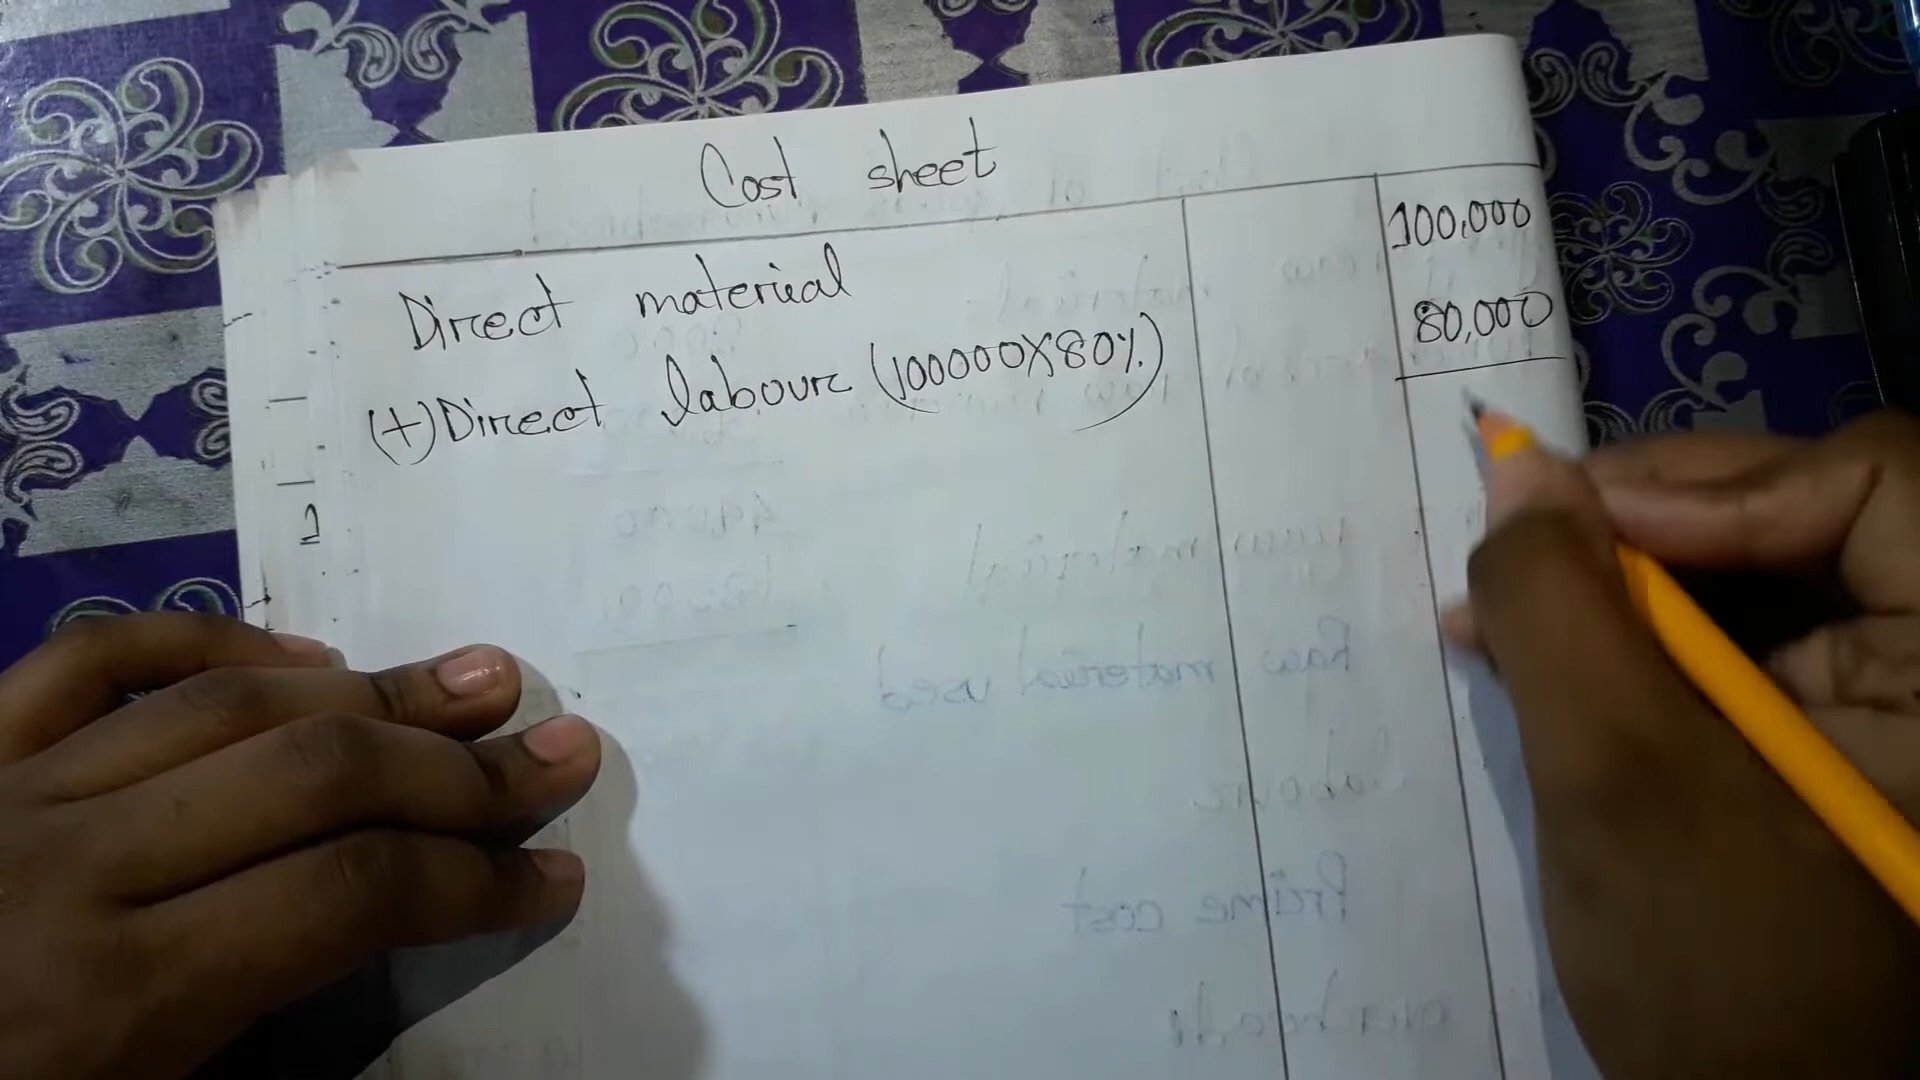 Cost sheet
Direct material 100,000
(+) Direct labour (100000X80%) 80,000